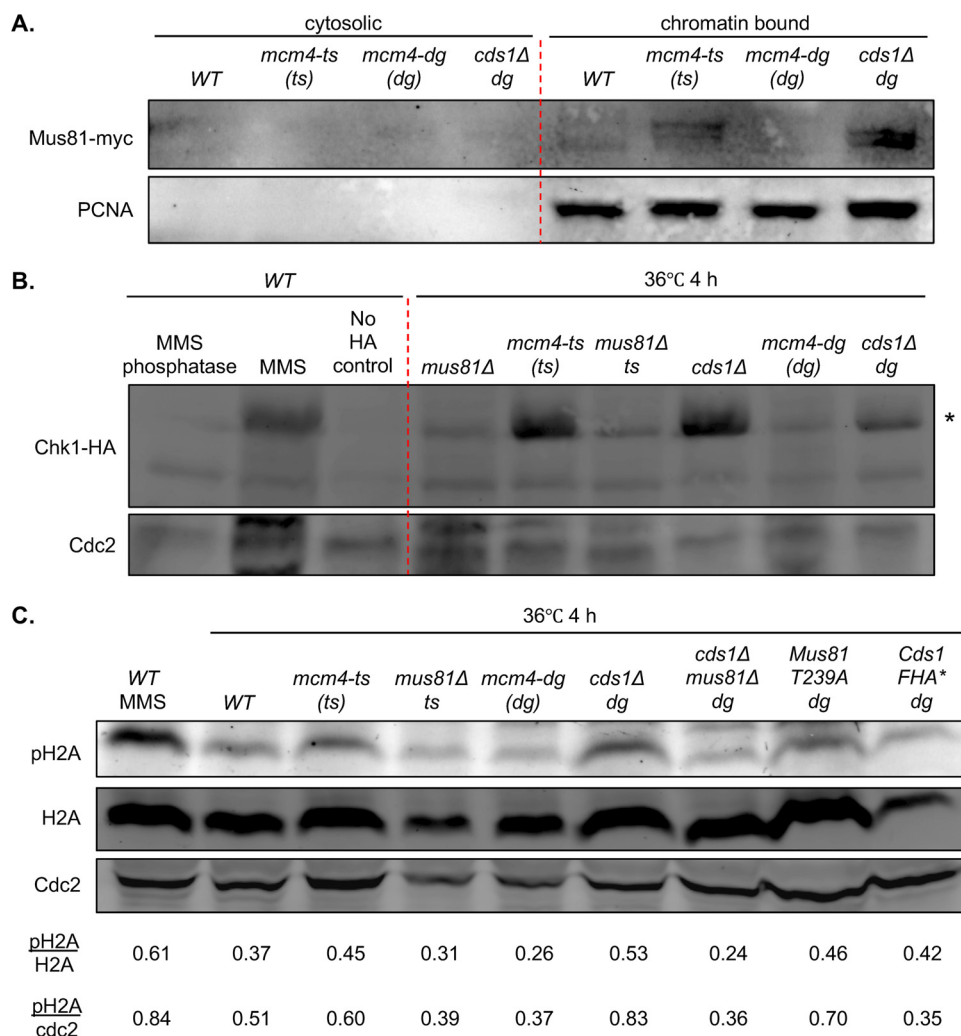 A.
cytosolic
chromatin bound
WT
mcm4-ts
(ts)
mcm4-dg
(dg)
cds1Δ
dg
WT
mcm4-ts
(ts)
mcm4-dg
(dg)
cds1Δ
dg
Mus81-myc
PCNA
B.
WT
36℃ 4 h
MMS
phosphatase
MMS
No
HA
control
mus81Δ
mcm4-ts
(ts)
mus81Δ
ts
cds1Δ
mcm4-dg
(dg)
cds1Δ
dg
Chk1-HA
*
Cdc2
C.
36℃ 4 h
WT
MMS
WT
mcm4-ts
(ts)
mus81Δ
ts
mcm4-dg
(dg)
cds1Δ
dg
cds1Δ
mus81Δ
dg
Mus81
T239A
dg
Cds1
FHA*
dg
pH2A
H2A
Cdc2
pH2A
H2A
0.61 0.37 0.45 0.31 0.26 0.53 0.24 0.46 0.42
pH2A
cdc2
0.84 0.51 0.60 0.39 0.37 0.83 0.36 0.70 0.35